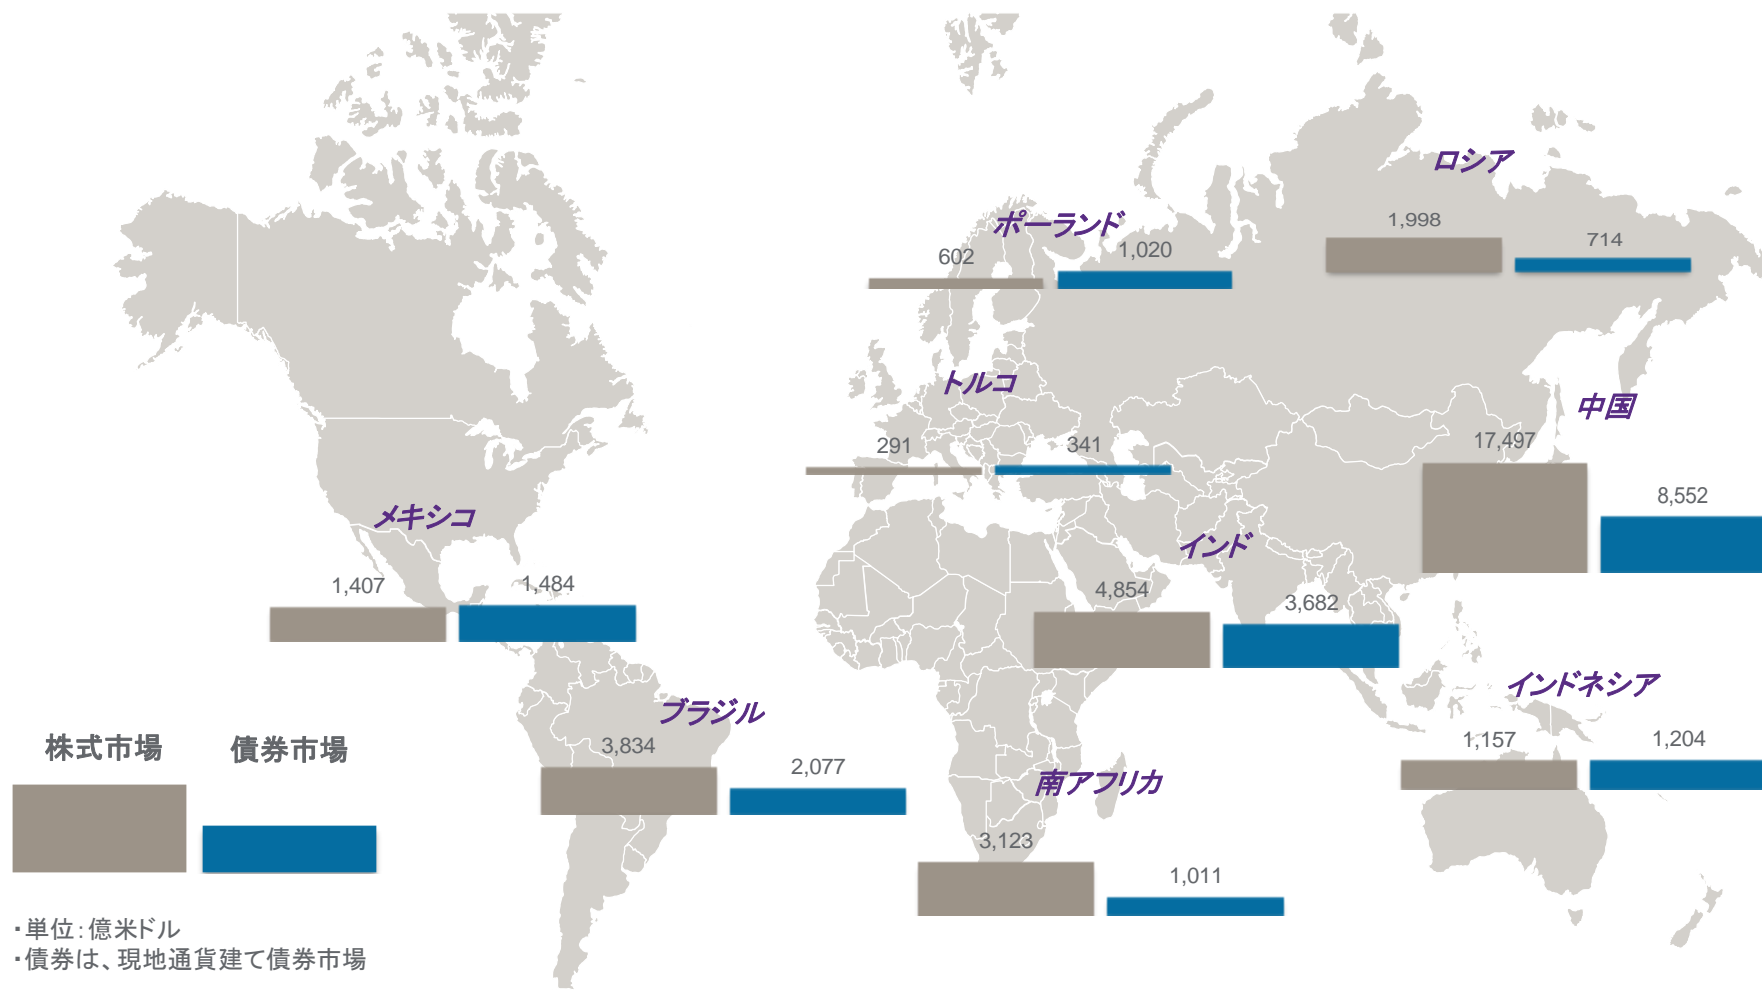 ロシア
1,998
714
ポーランド
602
1,020
トルコ
291
341
中国
17,497
8,552
メキシコ
1,407
1,484
インド
4,854
3,682
インドネシア
1,157
1,204
ブラジル
3,834
2,077
南アフリカ
3,123
1,011
株式市場
債券市場
・単位：億米ドル
・債券は、現地通貨建て債券市場